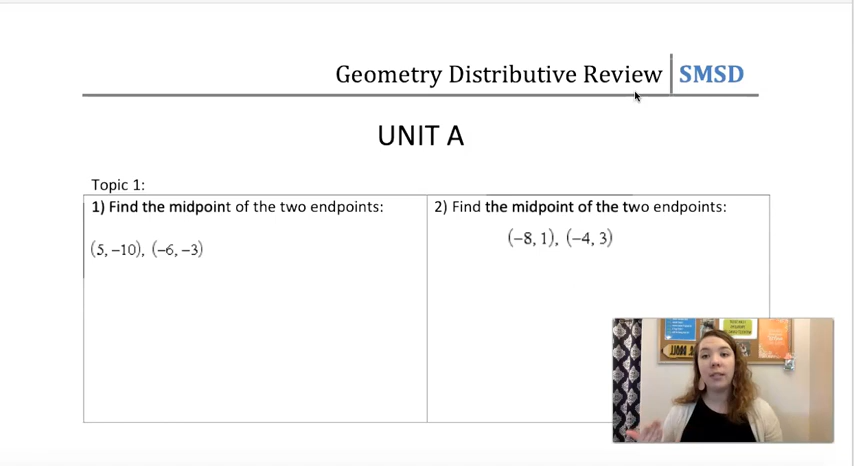 Geometry Distributive Review SMSD
UNIT A
Topic 1:
1) Find the midpoint of the two endpoints:
(5, −10), (−6, −3)
2) Find the midpoint of the two endpoints:
(−8, 1), (−4, 3)